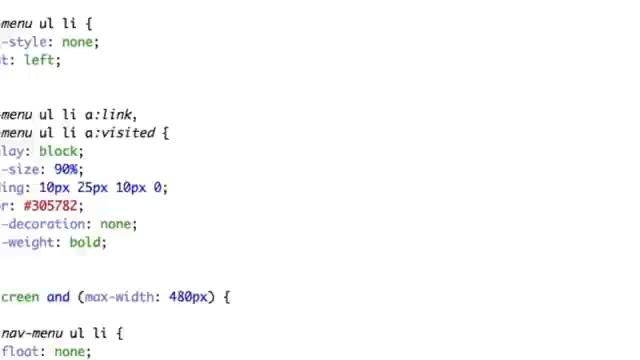 -menu ul li {
-style: none;
t: left;
-menu ul li a:link,
-menu ul li a:visited {
lay: block;
-size: 90%;
ding: 10px 25px 10px 0;
r: #305782;
-decoration: none;
-weight: bold;
creen and (max-width: 480px) {
nav-menu ul li {
float: none;